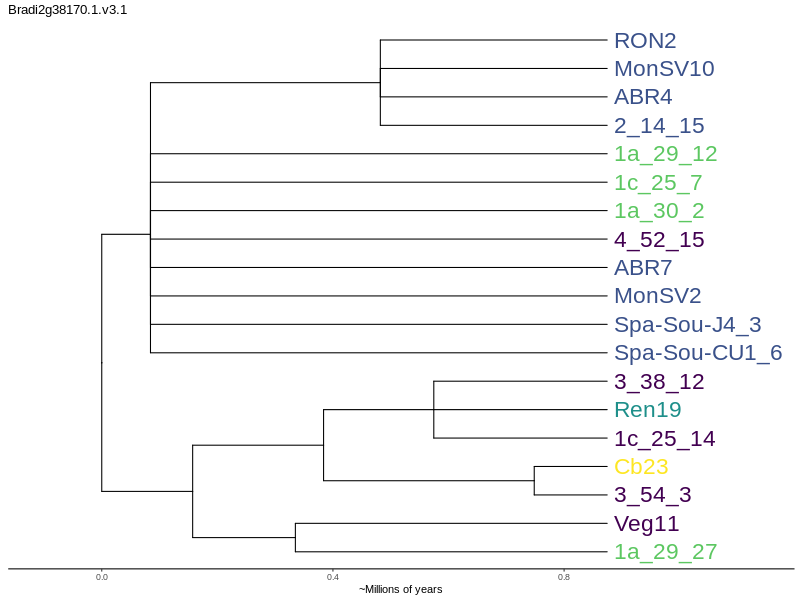 Bradi2g38170.1.v3.1
RON2
MonSV10
ABR4
2_14_15
1a_29_12
1c_25_7
1a_30_2
4_52_15
ABR7
MonSV2
Spa-Sou-J4_3
Spa-Sou-CU1_6
3_38_12
Ren19
1c_25_14
Cb23
3_54_3
Veg11
1a_29_27
0.0 0.4 0.8
~Millions of years